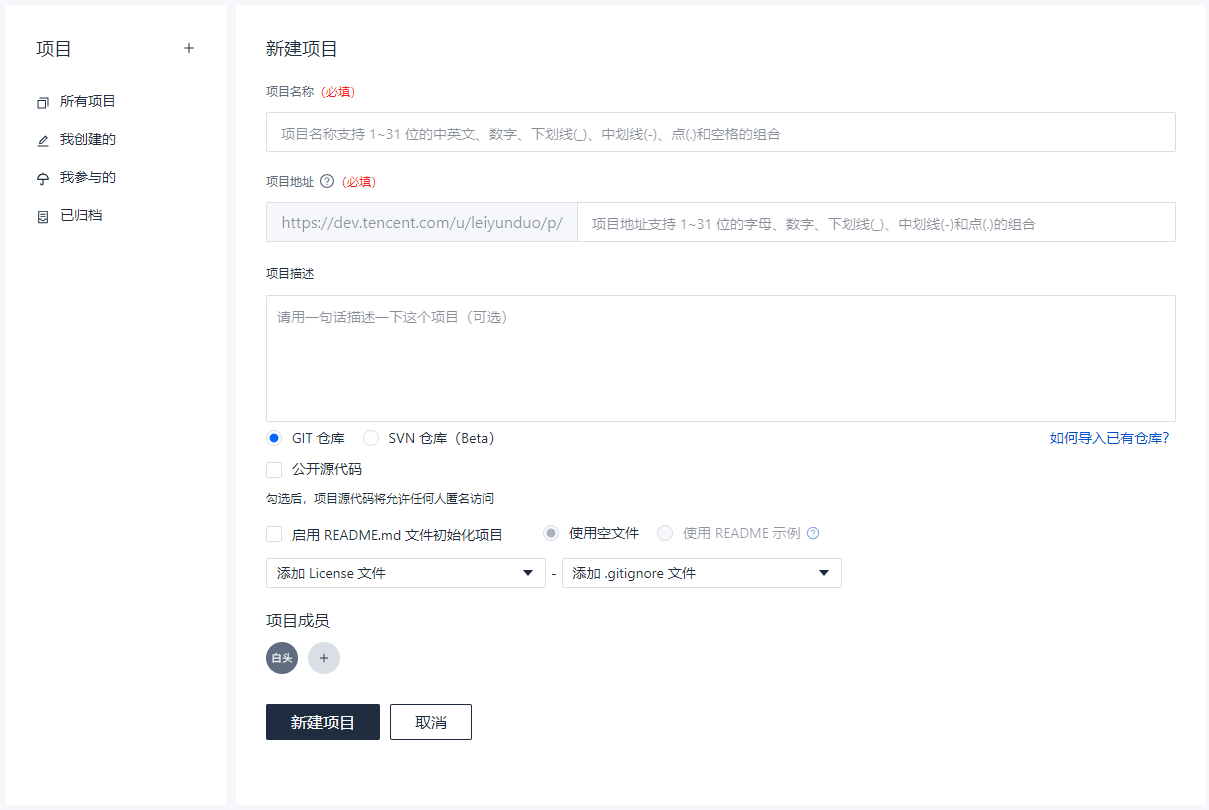 项目 +
所有项目
我创建的
我参与的
已归档
新建项目
项目名称 (必填)
项目名称支持 1~31 位的中英文、数字、下划线(_)、中划线(-)、点(.)和空格的组合
项目地址 ? (必填)
https://dev.tencent.com/u/leiyunduo/p/ 项目地址支持 1~31 位的字母、数字、下划线(_)、中划线(-)和点(.)的组合
项目描述
请用一句话描述一下这个项目（可选）
GIT 仓库 SVN 仓库（Beta） 如何导入已有仓库?
公开源代码
勾选后，项目源代码将允许任何人匿名访问
启用 README.md 文件初始化项目 使用空文件 使用 README 示例 ?
添加 License 文件 - 添加 .gitignore 文件
项目成员
白头 +
新建项目 取消